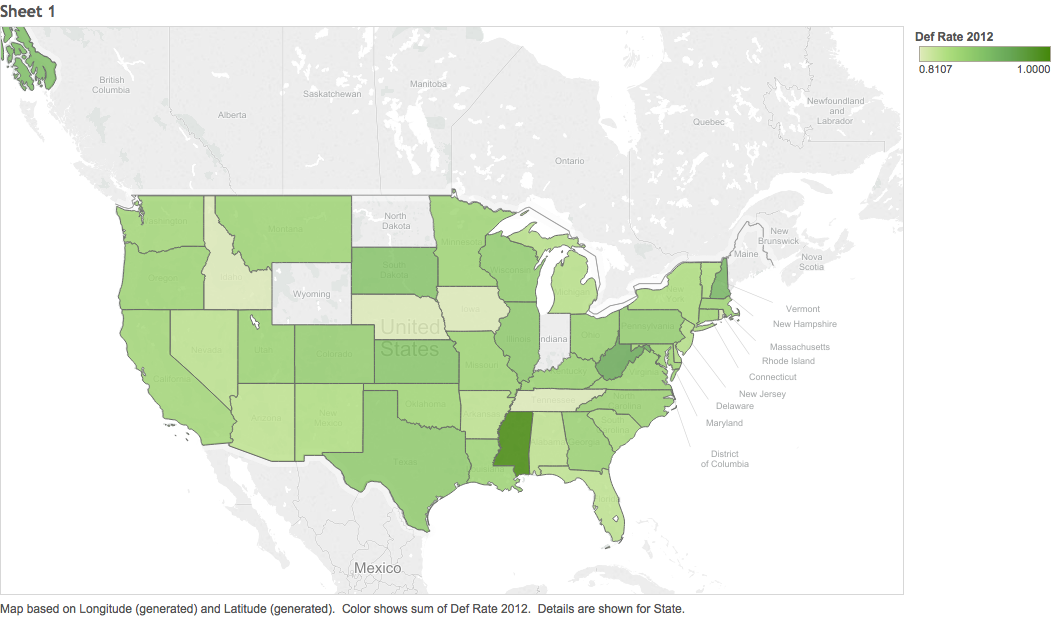 Sheet 1
Def Rate 2012
0.8107 1.0000
British
Columbia
Alberta
Saskatchewan
Manitoba
Ontario
Quebec
Newfoundland
and
Labrador
New
Brunswick
Nova
Scotia
Maine
Washington
Montana
North
Dakota
Minnesota
Oregon
Idaho
South
Dakota
Wisconsin
Michigan
New
York
Wyoming
Iowa
Nevada
Utah
Colorado
United
States
Illinois
Indiana
Ohio
Pennsylvania
California
Missouri
Kentucky
Virginia
Arizona
New
Mexico
Oklahoma
Arkansas
Tennessee
North
Carolina
South
Carolina
Texas
Louisiana
Alabama
Georgia
Florida
Vermont
New Hampshire
Massachusetts
Rhode Island
Connecticut
New Jersey
Delaware
Maryland
District
of Columbia
Mexico
Map based on Longitude (generated) and Latitude (generated).  Color shows sum of Def Rate 2012.  Details are shown for State.